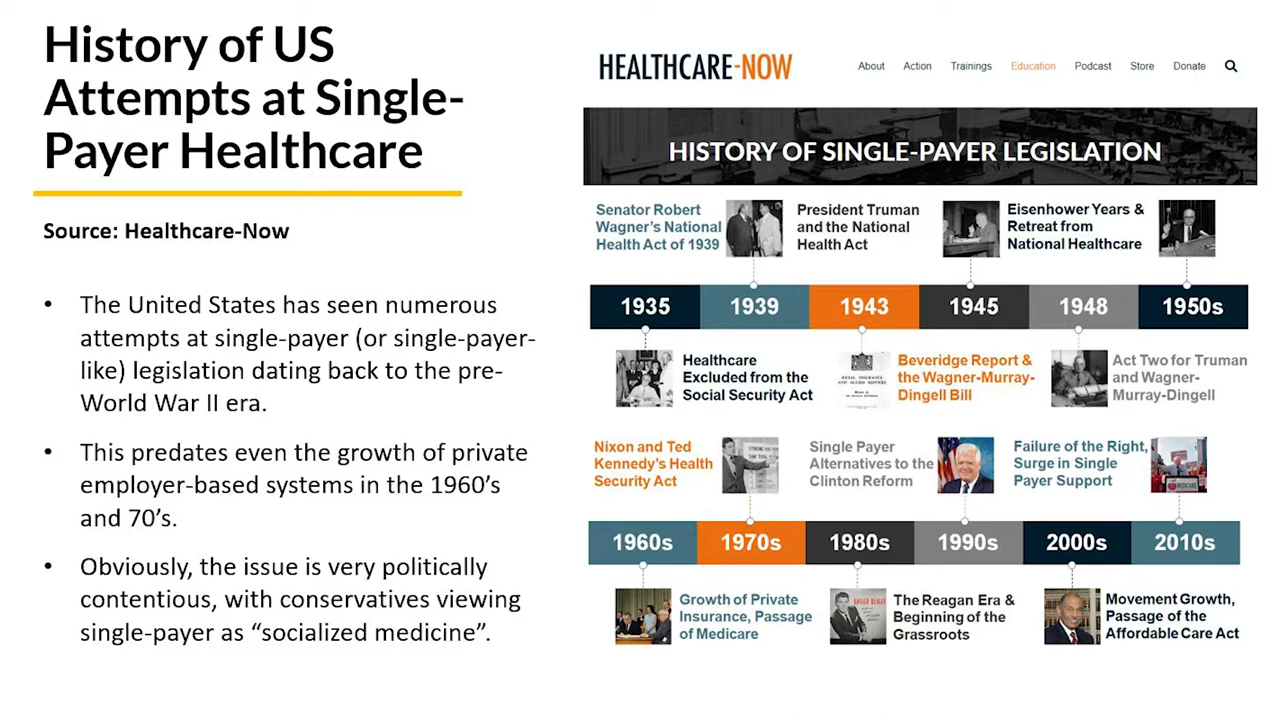 History of US
Attempts at Single-
Payer Healthcare
Source: Healthcare-Now
• The United States has seen numerous
attempts at single-payer (or single-payer-
like) legislation dating back to the pre-
World War II era.
• This predates even the growth of private
employer-based systems in the 1960's
and 70's.
• Obviously, the issue is very politically
contentious, with conservatives viewing
single-payer as “socialized medicine”.
HEALTHCARE-NOW
About Action Trainings Education Podcast Store Donate
HISTORY OF SINGLE-PAYER LEGISLATION
Senator Robert
Wagner's National
Health Act of 1939
President Truman
and the National
Health Act
Eisenhower Years &
Retreat from
National Healthcare
1935 1939 1943 1945 1948 1950s
Healthcare
Excluded from the
Social Security Act
SOCIAL INSURANCE
AND ALLIED SERVICES
Beveridge Report &
the Wagner-Murray-
Dingell Bill
Act Two for Truman
and Wagner-
Murray-Dingell
Nixon and Ted
Kennedy's Health
Security Act
Single Payer
Alternatives to the
Clinton Reform
Failure of the Right,
Surge in Single
Payer Support
1960s 1970s 1980s 1990s 2000s 2010s
Growth of Private
Insurance, Passage
of Medicare
The Reagan Era &
Beginning of the
Grassroots
Movement Growth,
Passage of the
Affordable Care Act